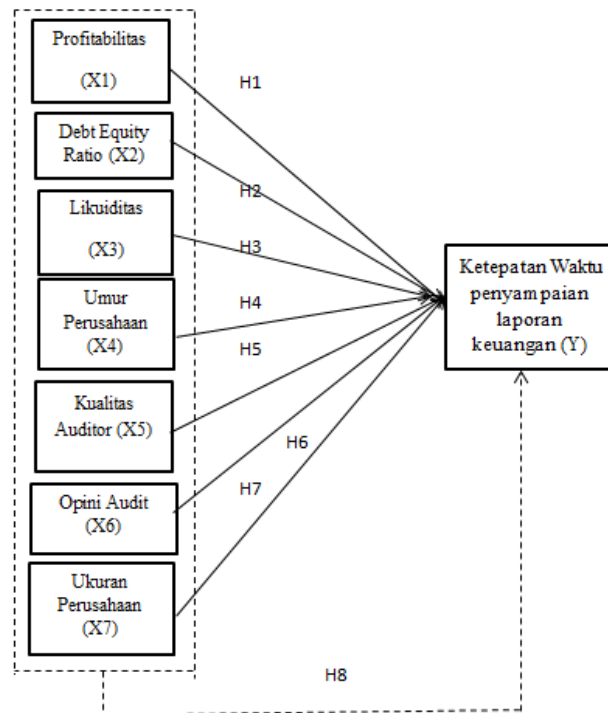 Profitabilitas
(X1)
H1
Debt Equity
Ratio (X2)
H2
Likuiditas
(X3)
H3
Umur
Perusahaan
(X4)
H4
H5
Kualitas
Auditor (X5)
H6
Opini Audit
(X6)
H7
Ukuran
Perusahaan
(X7)
Ketepatan Waktu
penyampaian
laporan
keuangan (Y)
H8